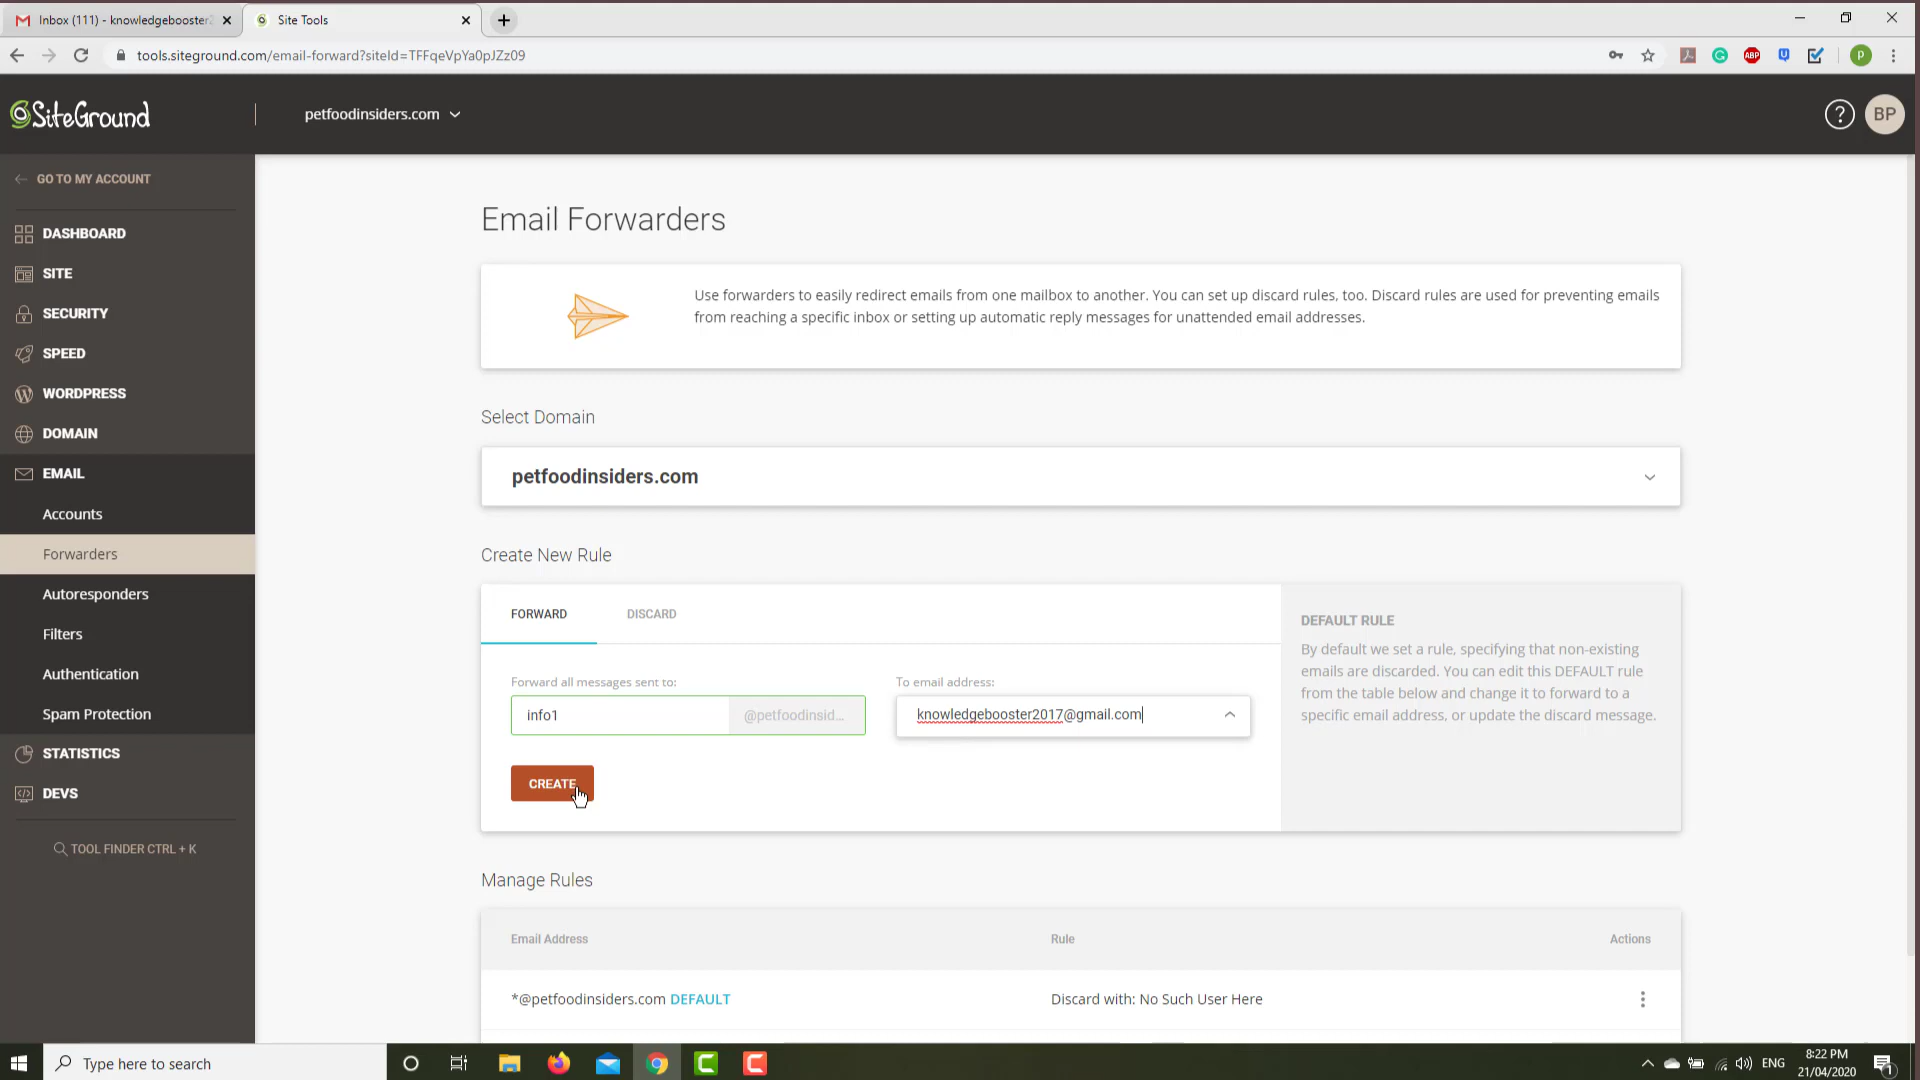 Inbox (111) - knowledgebooster2
Site Tools
tools.siteground.com/email-forward?siteId=TFFqeVpYa0pJZz09
ABP
P
SiteGround
petfoodinsiders.com
?
BP
GO TO MY ACCOUNT
DASHBOARD
SITE
SECURITY
SPEED
WORDPRESS
DOMAIN
EMAIL
Accounts
Forwarders
Autoresponders
Filters
Authentication
Spam Protection
STATISTICS
DEVS
TOOL FINDER CTRL + K
Email Forwarders
Use forwarders to easily redirect emails from one mailbox to another. You can set up discard rules, too. Discard rules are used for preventing emails
from reaching a specific inbox or setting up automatic reply messages for unattended email addresses.
Select Domain
petfoodinsiders.com
Create New Rule
FORWARD DISCARD
Forward all messages sent to:
info1 @petfoodinsid...
To email address:
knowledgebooster2017@gmail.com
CREATE
DEFAULT RULE
By default we set a rule, specifying that non-existing
emails are discarded. You can edit this DEFAULT rule
from the table below and change it to forward to a
specific email address, or update the discard message.
Manage Rules
Email Address Rule Actions
*@petfoodinsiders.com DEFAULT Discard with: No Such User Here
Type here to search
ENG
8:22 PM
21/04/2020
1